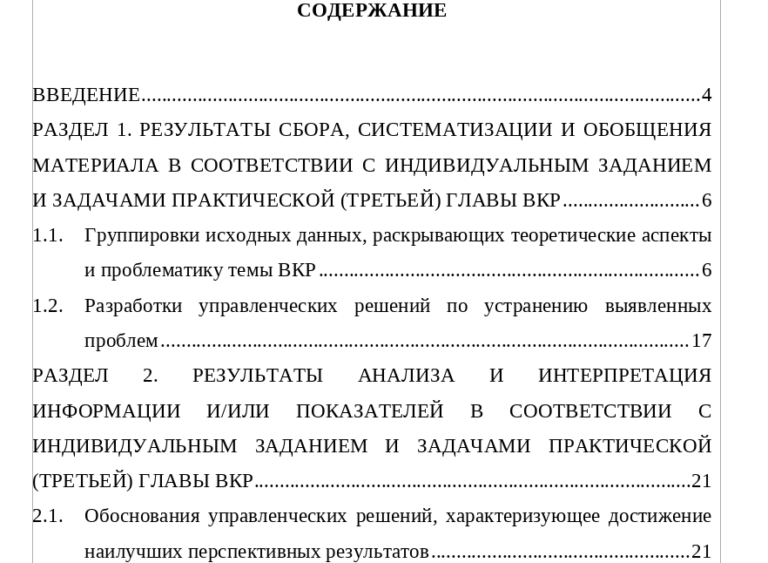 СОДЕРЖАНИЕ
ВВЕДЕНИЕ................................................................................................................4
РАЗДЕЛ 1. РЕЗУЛЬТАТЫ СБОРА, СИСТЕМАТИЗАЦИИ И ОБОБЩЕНИЯ
МАТЕРИАЛА В СООТВЕТСТВИИ С ИНДИВИДУАЛЬНЫМ ЗАДАНИЕМ
И ЗАДАЧАМИ ПРАКТИЧЕСКОЙ (ТРЕТЬЕЙ) ГЛАВЫ ВКР...........................6
1.1. Группировки исходных данных, раскрывающих теоретические аспекты
и проблематику темы ВКР...........................................................................6
1.2. Разработки управленческих решений по устранению выявленных
проблем.........................................................................................................17
РАЗДЕЛ 2. РЕЗУЛЬТАТЫ АНАЛИЗА И ИНТЕРПРЕТАЦИЯ
ИНФОРМАЦИИ И/ИЛИ ПОКАЗАТЕЛЕЙ В СООТВЕТСТВИИ С
ИНДИВИДУАЛЬНЫМ ЗАДАНИЕМ И ЗАДАЧАМИ ПРАКТИЧЕСКОЙ
(ТРЕТЬЕЙ) ГЛАВЫ ВКР.......................................................................................21
2.1. Обоснования управленческих решений, характеризующее достижение
наилучших перспективных результатов...................................................21